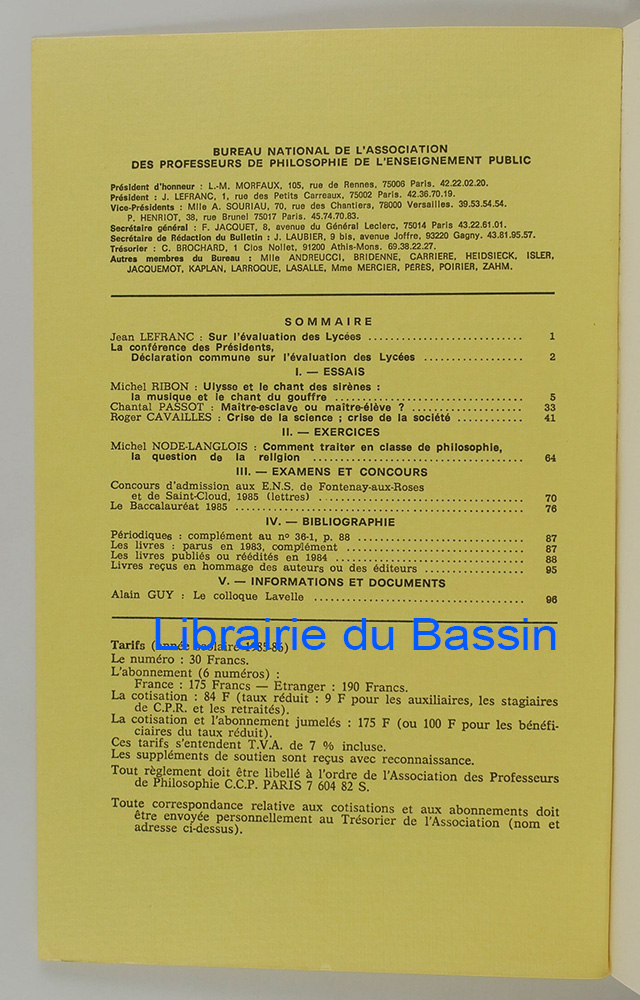 BUREAU NATIONAL DE L'ASSOCIATION
DES PROFESSEURS DE PHILOSOPHIE DE L'ENSEIGNEMENT PUBLIC
Président d'honneur : L.-M. MORFAUX, 105, rue de Rennes, 75006 Paris. 42.22.02.20.
Président : J. LEFRANC, 1, rue des Petits Carreaux, 75002 Paris. 42.36.70.19.
Vice-Présidents : Mlle A. SOURIAU, 70, rue des Chantiers, 78000 Versailles. 39.53.54.54.
P. HENRIOT, 38, rue Brunel 75017 Paris. 45.74.70.83.
Secrétaire général : F. JACQUET, 8, avenue du Général Leclerc, 75014 Paris 43.22.61.01.
Secrétaire de Rédaction du Bulletin : J. LAUBIER, 9 bis, avenue Joffre, 93220 Gagny. 43.81.95.57.
Trésorier : C. BROCHARD, 1 Clos Nollet, 91200 Athis-Mons. 69.38.22.27.
Autres membres du Bureau : Mlle ANDREUCCI, BRIDENNE, CARRIERE, HEIDSIECK, ISLER,
JACQUEMOT, KAPLAN, LARROQUE, LASALLE, Mme MERCIER, PERES, POIRIER, ZAHM.
SOMMAIRE
Jean LEFRANC : Sur l'évaluation des Lycées ............................ 1
La conférence des Présidents,
Déclaration commune sur l'évaluation des Lycées .................. 2
I. — ESSAIS
Michel RIBON : Ulysse et le chant des sirènes :
la musique et le chant du gouffre .................................. 5
Chantal PASSOT : Maître-esclave ou maître-élève ? .................... 33
Roger CAVAILLES : Crise de la science ; crise de la société ............ 41
II. — EXERCICES
Michel NODE-LANGLOIS : Comment traiter en classe de philosophie,
la question de la religion ...................................... 64
III. — EXAMENS ET CONCOURS
Concours d'admission aux E.N.S. de Fontenay-aux-Roses
et de Saint-Cloud, 1985 (lettres) ..................................... 70
Le Baccalauréat 1985 .................................................... 76
IV. — BIBLIOGRAPHIE
Périodiques : complément au nº 36-1, p. 88 .............................. 87
Les livres : parus en 1983, complément ................................ 87
Les livres publiés ou réédités en 1984 .................................. 88
Livres reçus en hommage des auteurs ou des éditeurs .................. 95
V. — INFORMATIONS ET DOCUMENTS
Alain GUY : Le colloque Lavelle ...................................... 96
Librairie du Bassin
Tarifs (année scolaire 1985-86)
Le numéro : 30 Francs.
L'abonnement (6 numéros) :
France : 175 Francs — Etranger : 190 Francs.
La cotisation : 84 F (taux réduit : 9 F pour les auxiliaires, les stagiaires
de C.P.R. et les retraités).
La cotisation et l'abonnement jumelés : 175 F (ou 100 F pour les bénéfi-
ciaires du taux réduit).
Ces tarifs s'entendent T.V.A. de 7 % incluse.
Les suppléments de soutien sont reçus avec reconnaissance.
Tout règlement doit être libellé à l'ordre de l'Association des Professeurs
de Philosophie C.C.P. PARIS 7 604 82 S.
Toute correspondance relative aux cotisations et aux abonnements doit
être envoyée personnellement au Trésorier de l'Association (nom et
adresse ci-dessus).